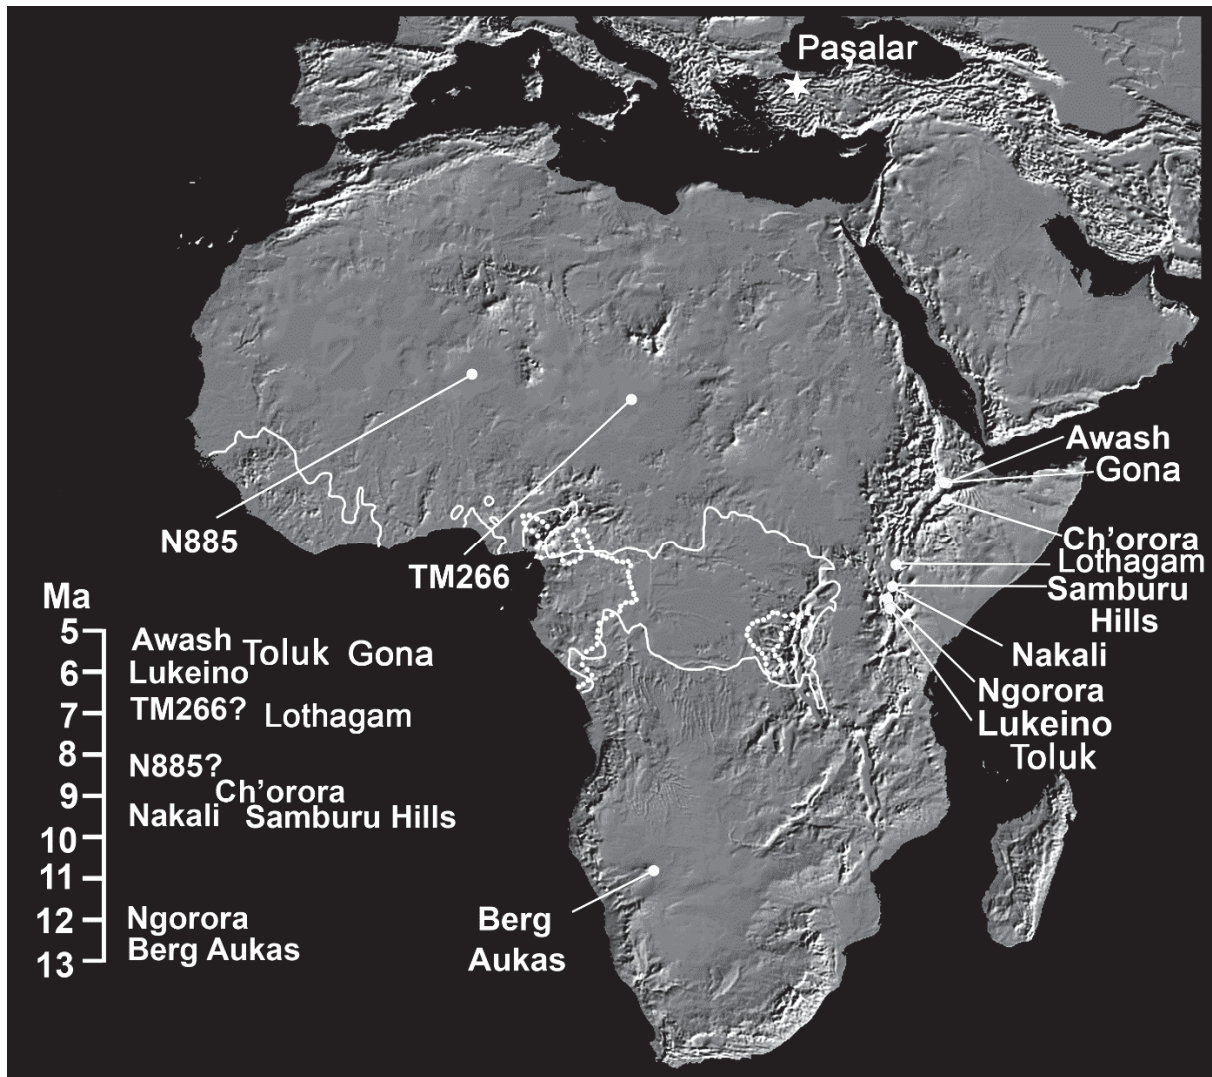 Paşalar
Awash
Gona
Ch'orora
Lothagam
Samburu
Hills
Nakali
Ngorora
Lukeino
Toluk
N885
TM266
Berg
Aukas
Ma
5
Awash Toluk Gona
6 Lukeino
7 TM266? Lothagam
8 N885?
9 Ch'orora
Nakali Samburu Hills
10
11
12 Ngorora
13 Berg Aukas